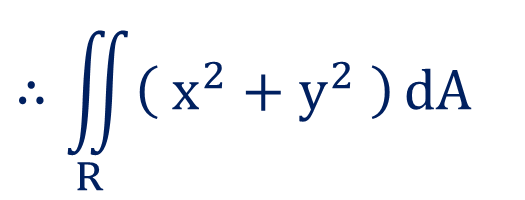 ∴ ∬ ( x² + y² ) dA
R